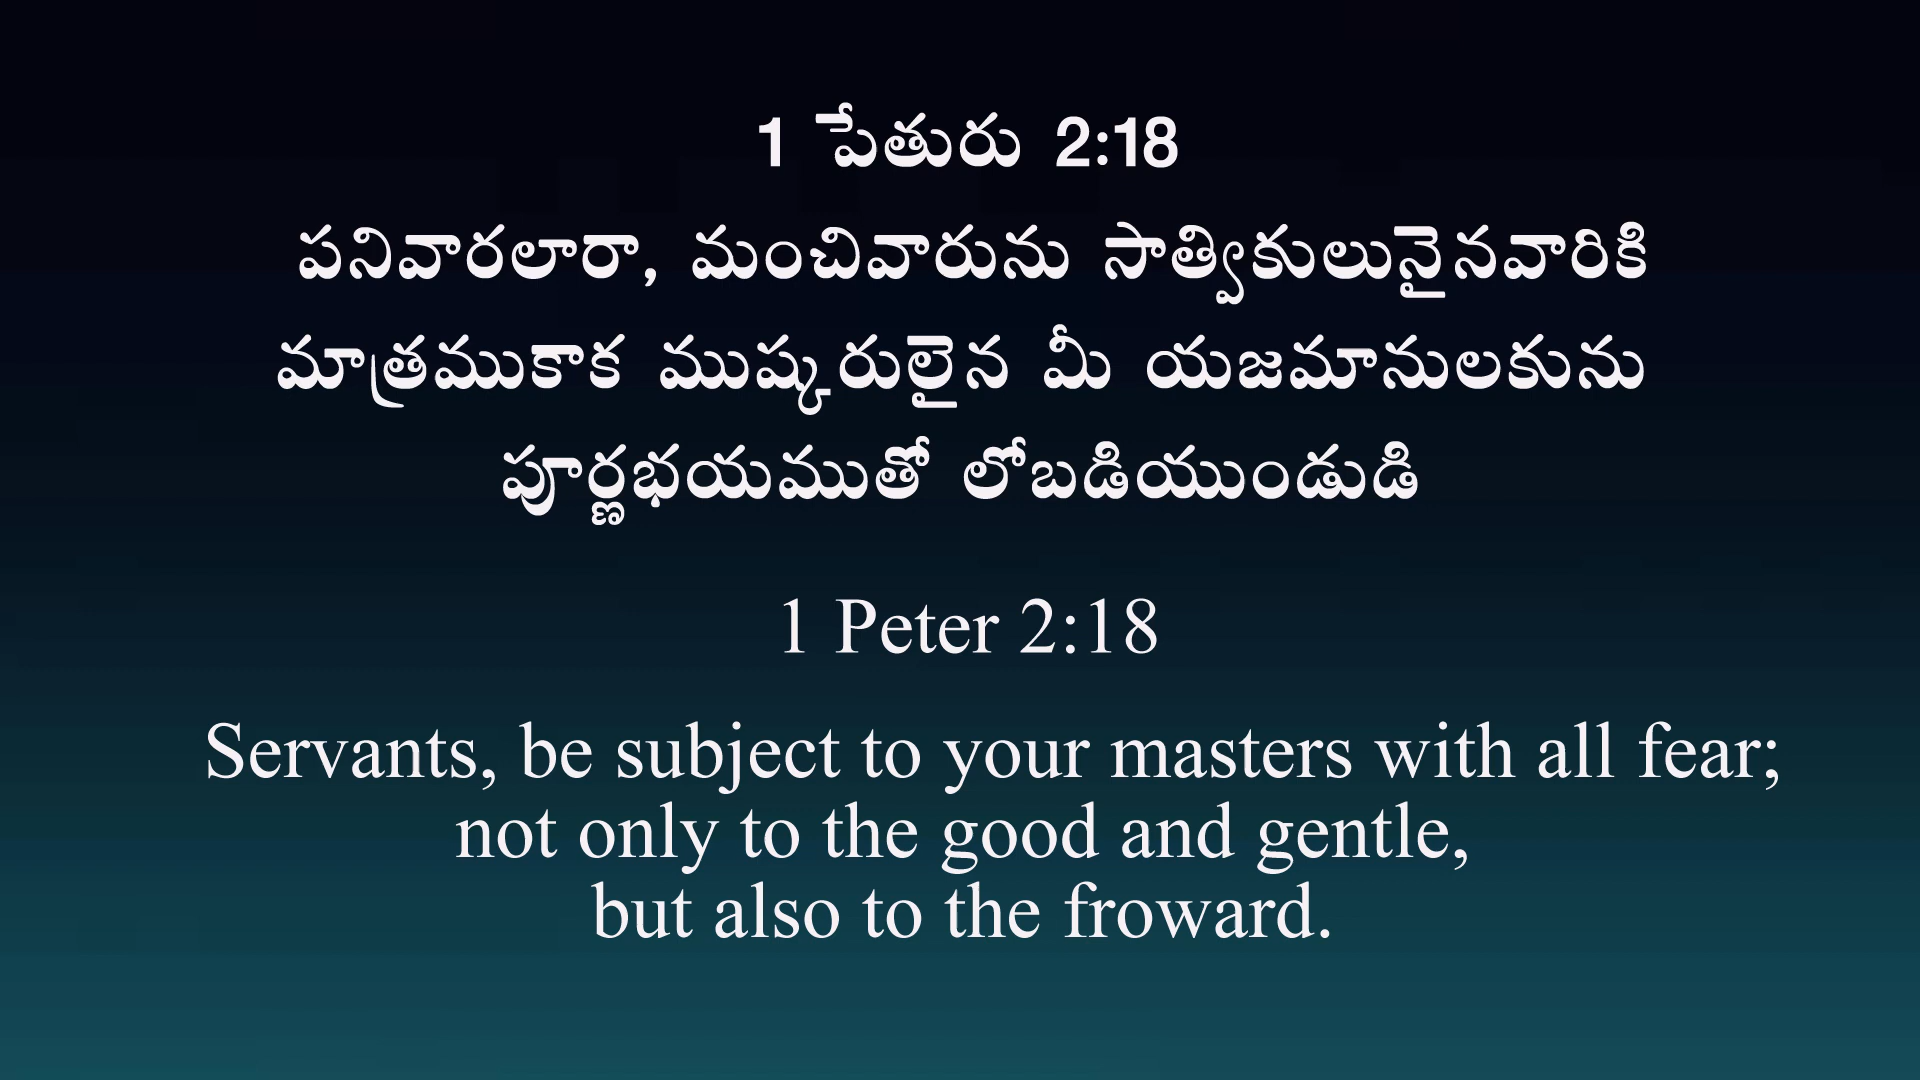 1 పేతురు 2:18
పనివారలారా, మంచివారును సాత్వికులునైనవారికి
మాత్రముకాక ముష్కరులైన మీ యజమానులకును
పూర్ణభయముతో లోబడియుండుడి
1 Peter 2:18
Servants, be subject to your masters with all fear;
not only to the good and gentle,
but also to the froward.